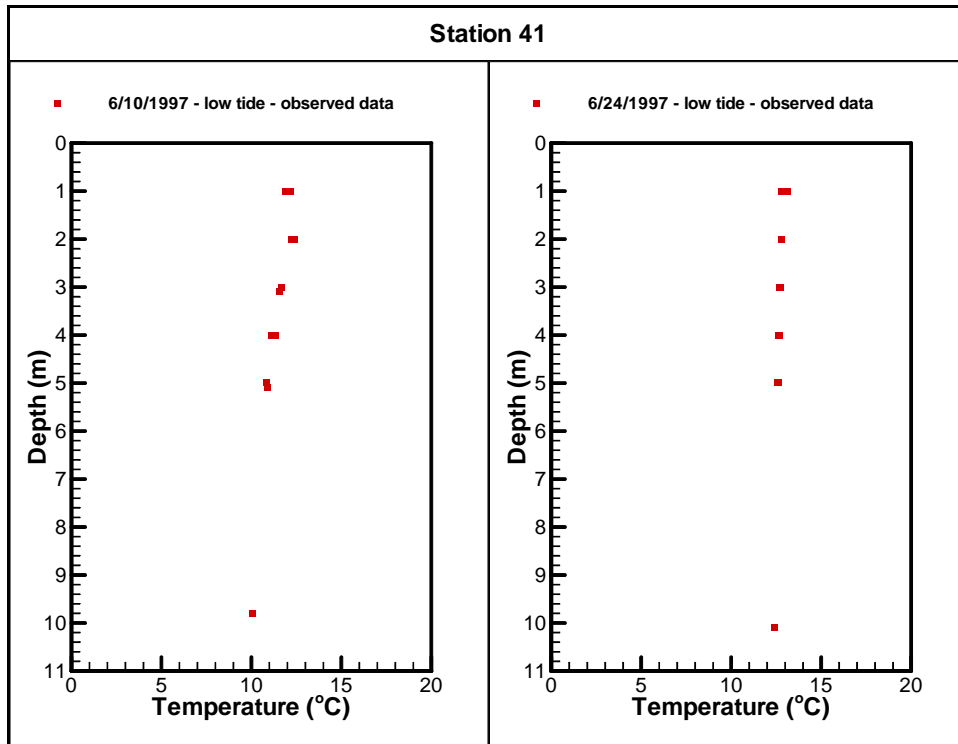 Station 41
6/10/1997 - low tide - observed data
0
1
2
3
4
5
6
7
8
9
10
11
Depth (m)
0 5 10 15 20
Temperature (°C)
6/24/1997 - low tide - observed data
0
1
2
3
4
5
6
7
8
9
10
11
Depth (m)
0 5 10 15 20
Temperature (°C)